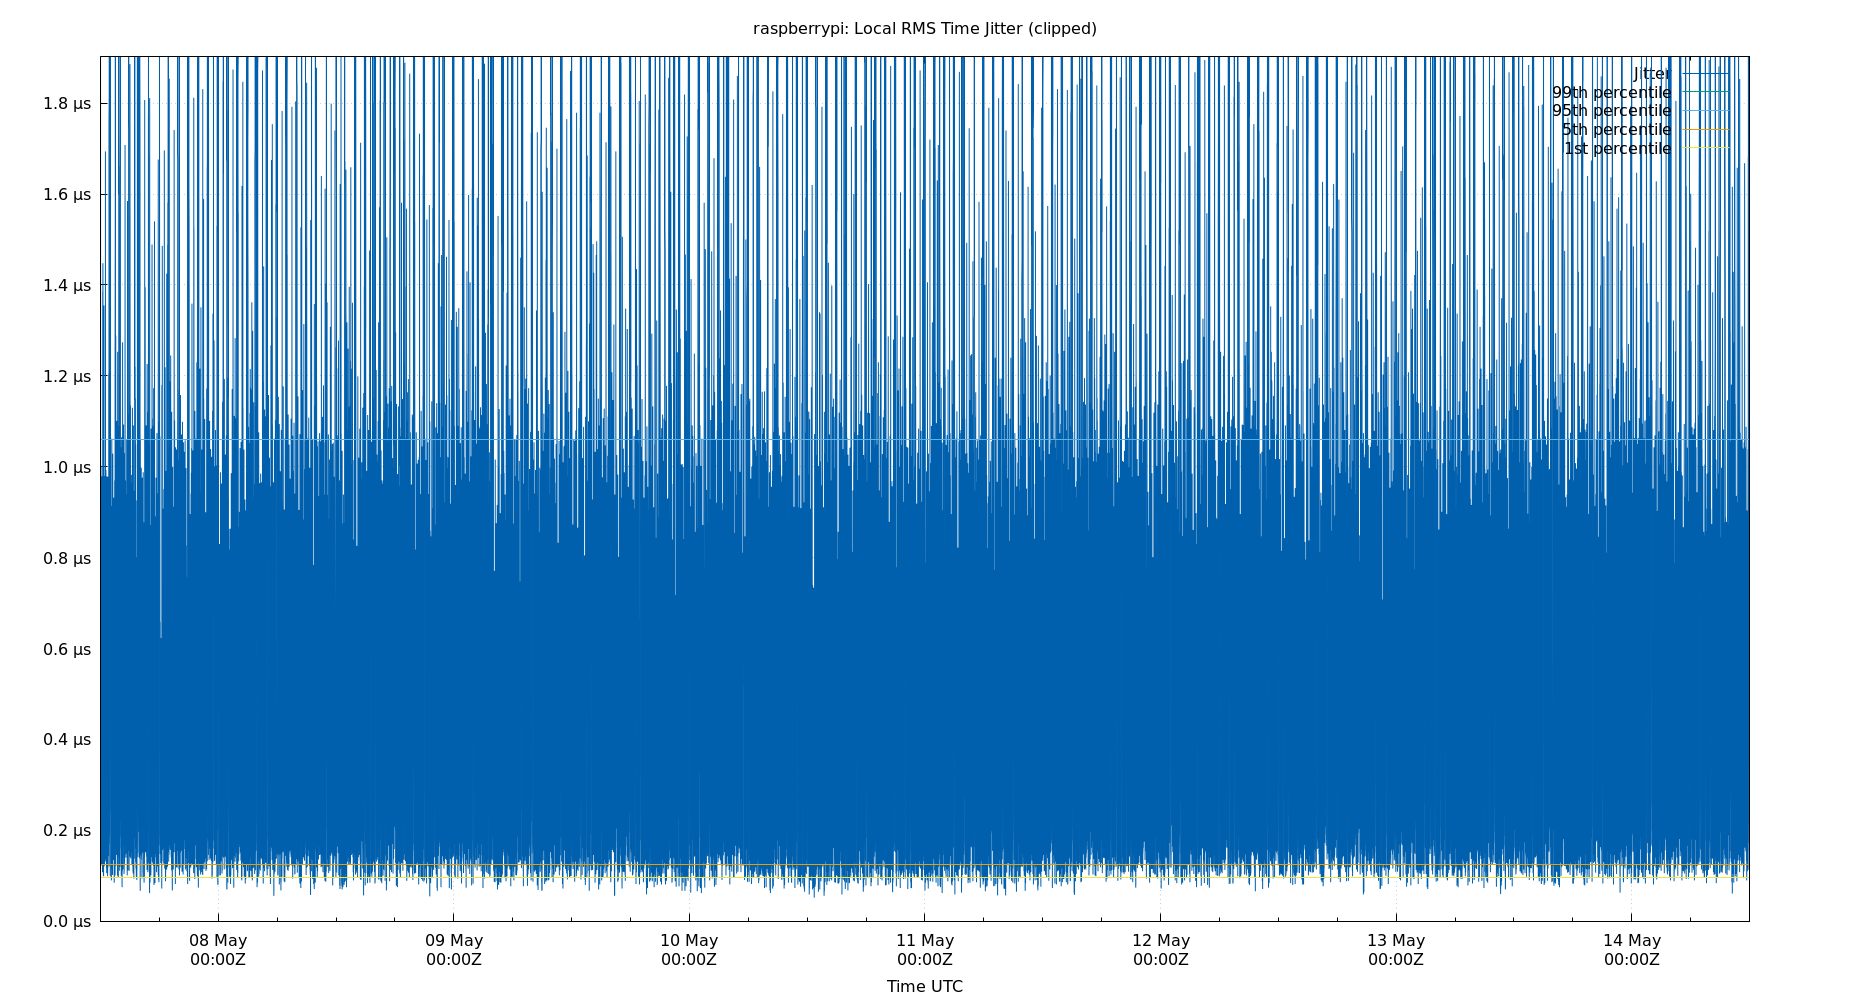 raspberrypi: Local RMS Time Jitter (clipped)
Jitter
99th percentile
95th percentile
5th percentile
1st percentile
1.8 μs
1.6 μs
1.4 μs
1.2 μs
1.0 μs
0.8 μs
0.6 μs
0.4 μs
0.2 μs
0.0 μs
08 May 09 May 10 May 11 May 12 May 13 May 14 May
00:00Z 00:00Z 00:00Z 00:00Z 00:00Z 00:00Z 00:00Z
Time UTC